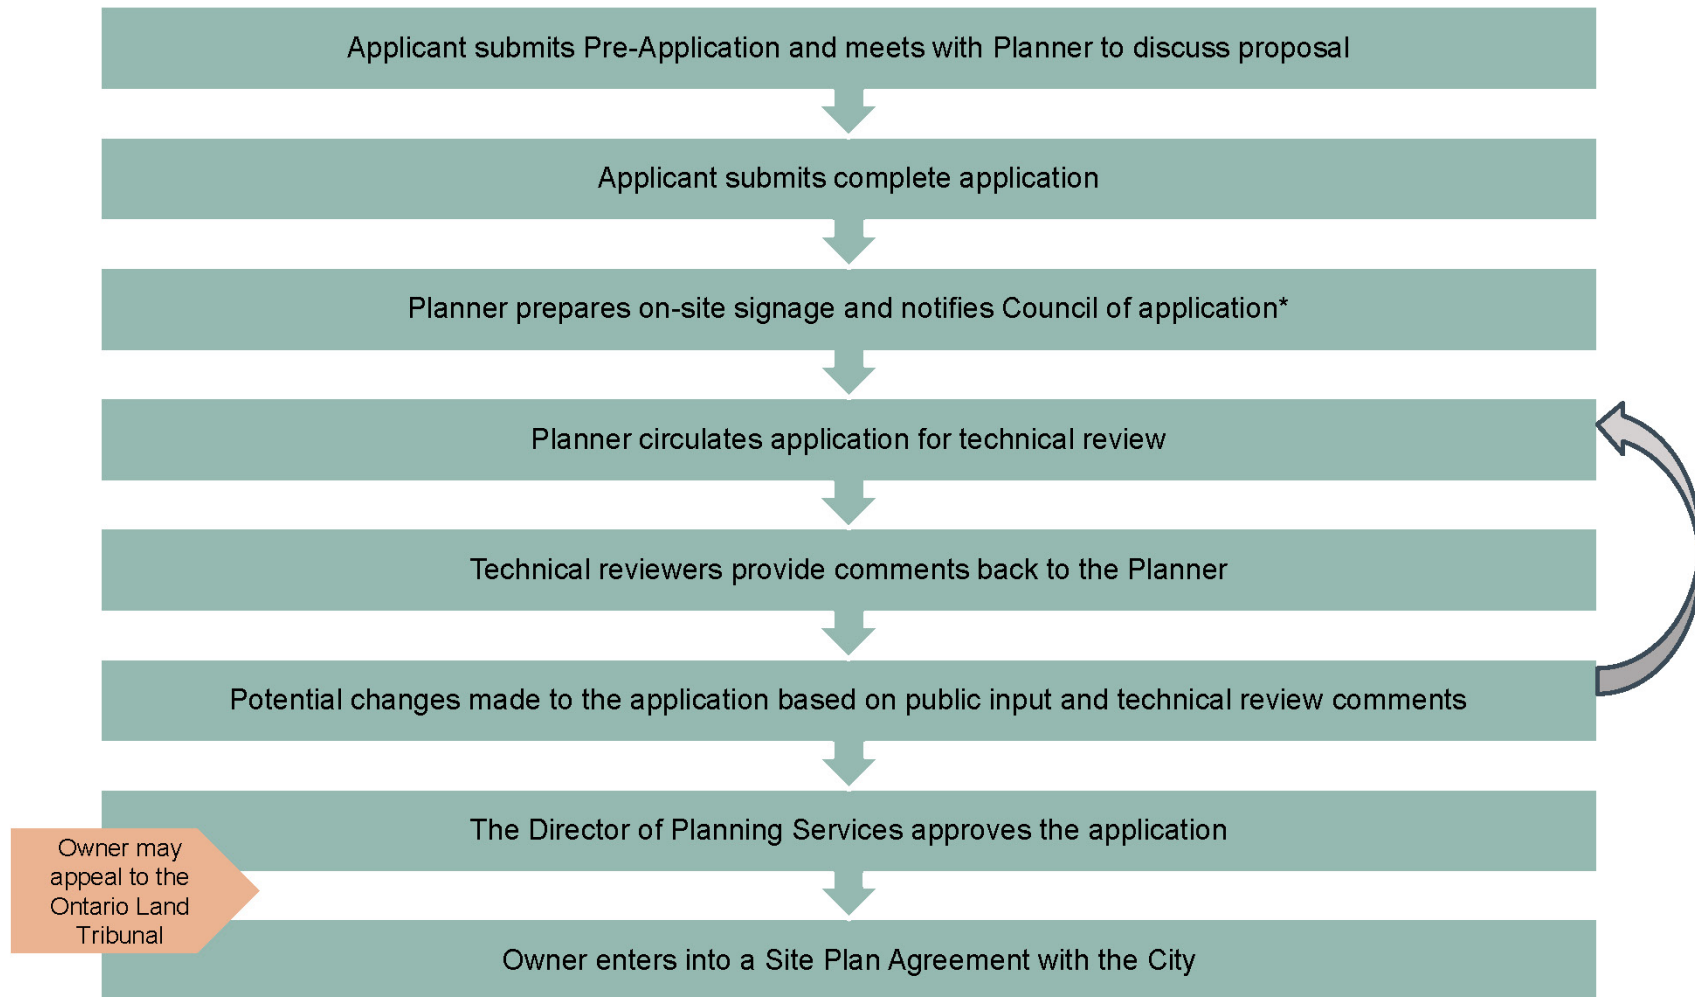 Applicant submits Pre-Application and meets with Planner to discuss proposal
Applicant submits complete application
Planner prepares on-site signage and notifies Council of application*
Planner circulates application for technical review
Technical reviewers provide comments back to the Planner
Potential changes made to the application based on public input and technical review comments
The Director of Planning Services approves the application
Owner may
appeal to the
Ontario Land
Tribunal
Owner enters into a Site Plan Agreement with the City